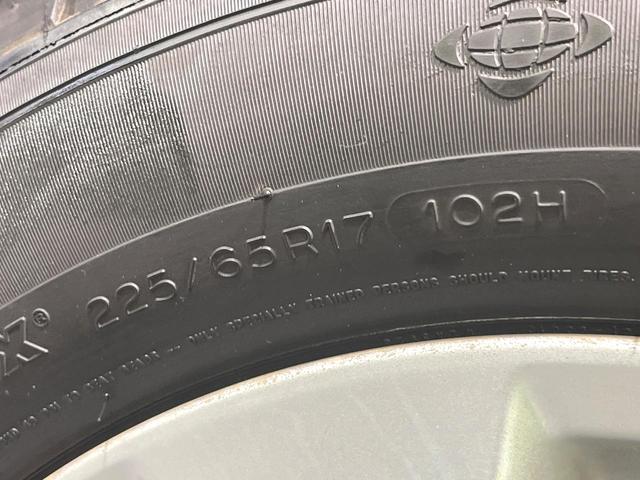 X® 225/65R17 102H
ONLY SPECIALLY TRAINED PERSONS SHOULD MOUNT TIRES.